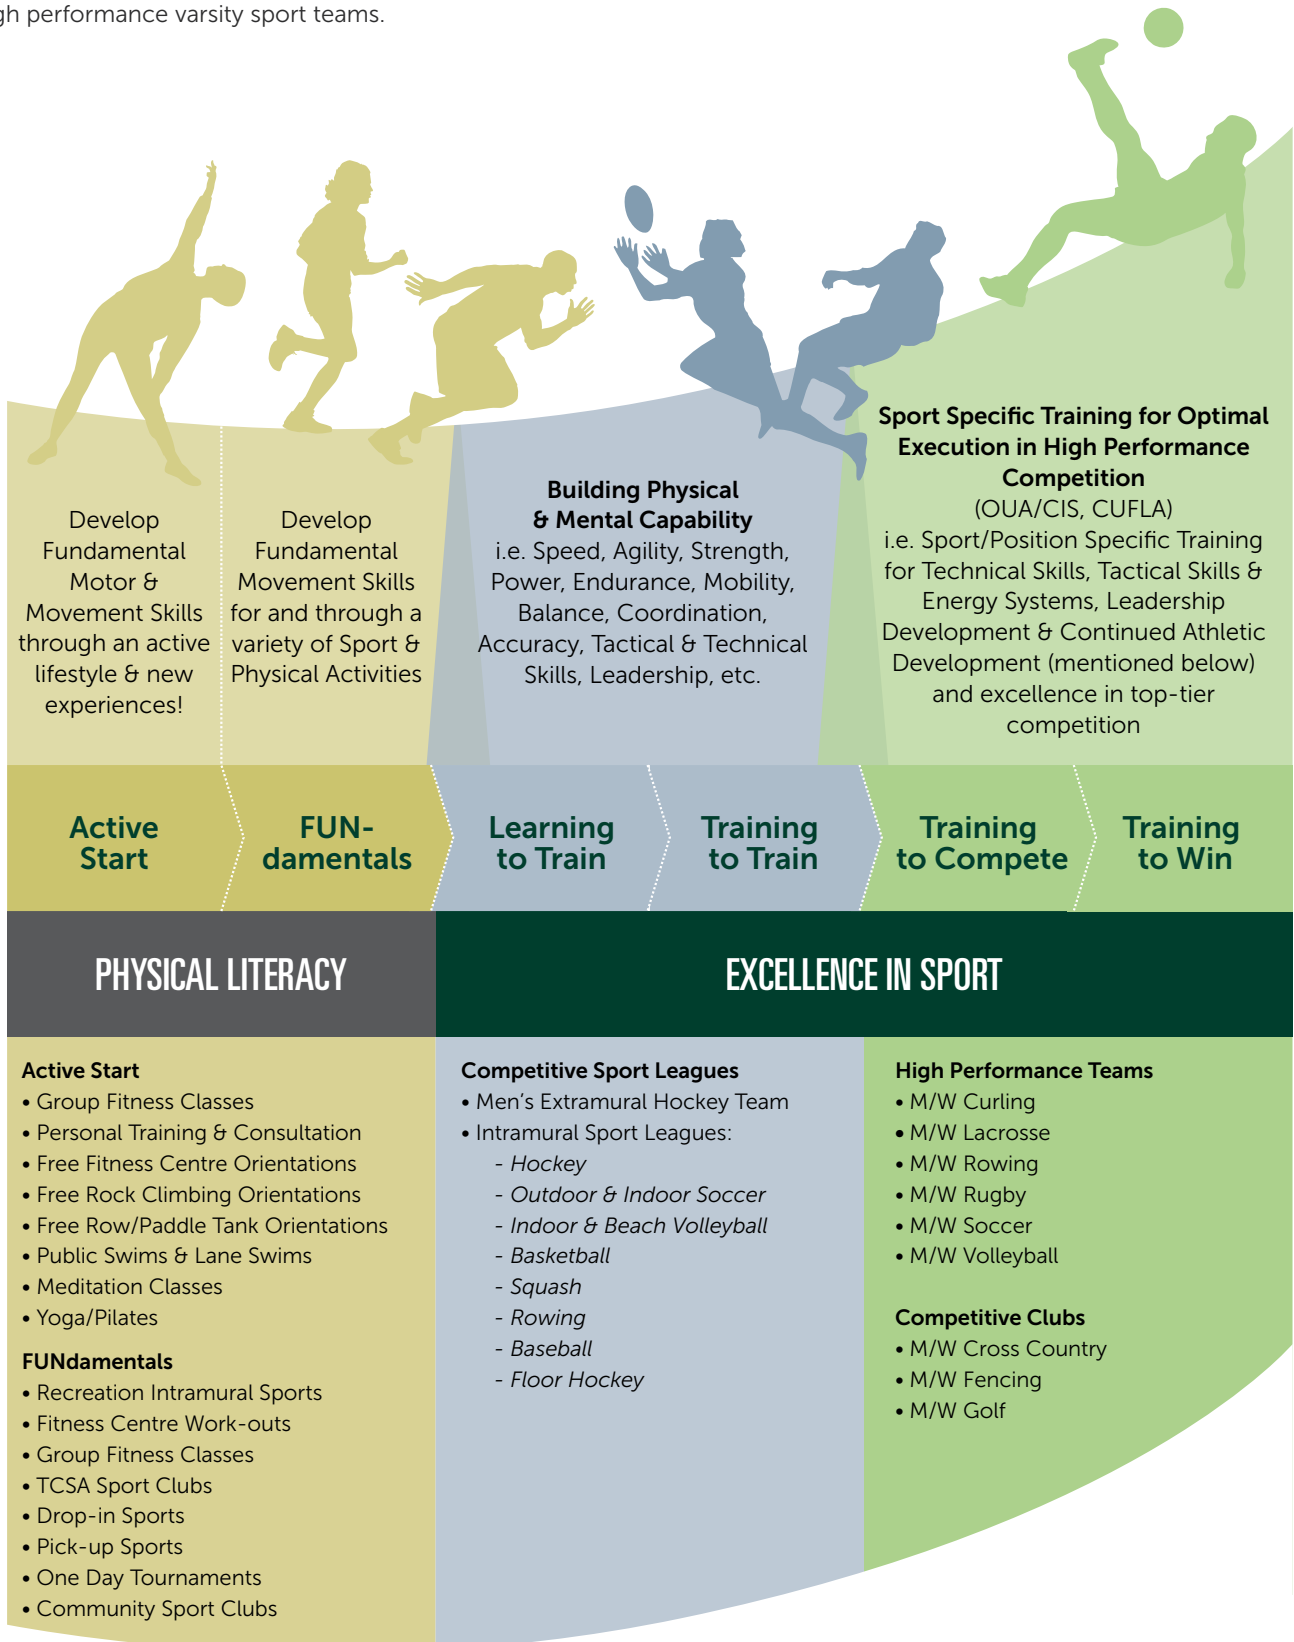 gh performance varsity sport teams.
Develop
Fundamental
Motor &
Movement Skills
through an active
lifestyle & new
experiences!
Develop
Fundamental
Movement Skills
for and through a
variety of Sport &
Physical Activities
Building Physical
& Mental Capability
i.e. Speed, Agility, Strength,
Power, Endurance, Mobility,
Balance, Coordination,
Accuracy, Tactical & Technical
Skills, Leadership, etc.
Sport Specific Training for Optimal
Execution in High Performance
Competition
(OUA/CIS, CUFLA)
i.e. Sport/Position Specific Training
for Technical Skills, Tactical Skills &
Energy Systems, Leadership
Development & Continued Athletic
Development (mentioned below)
and excellence in top-tier
competition
Active
Start
FUN-
damentals
Learning
to Train
Training
to Train
Training
to Compete
Training
to Win
PHYSICAL LITERACY
EXCELLENCE IN SPORT
Active Start
• Group Fitness Classes
• Personal Training & Consultation
• Free Fitness Centre Orientations
• Free Rock Climbing Orientations
• Free Row/Paddle Tank Orientations
• Public Swims & Lane Swims
• Meditation Classes
• Yoga/Pilates
FUNdamentals
• Recreation Intramural Sports
• Fitness Centre Work-outs
• Group Fitness Classes
• TCSA Sport Clubs
• Drop-in Sports
• Pick-up Sports
• One Day Tournaments
• Community Sport Clubs
Competitive Sport Leagues
• Men's Extramural Hockey Team
• Intramural Sport Leagues:
- Hockey
- Outdoor & Indoor Soccer
- Indoor & Beach Volleyball
- Basketball
- Squash
- Rowing
- Baseball
- Floor Hockey
High Performance Teams
• M/W Curling
• M/W Lacrosse
• M/W Rowing
• M/W Rugby
• M/W Soccer
• M/W Volleyball
Competitive Clubs
• M/W Cross Country
• M/W Fencing
• M/W Golf